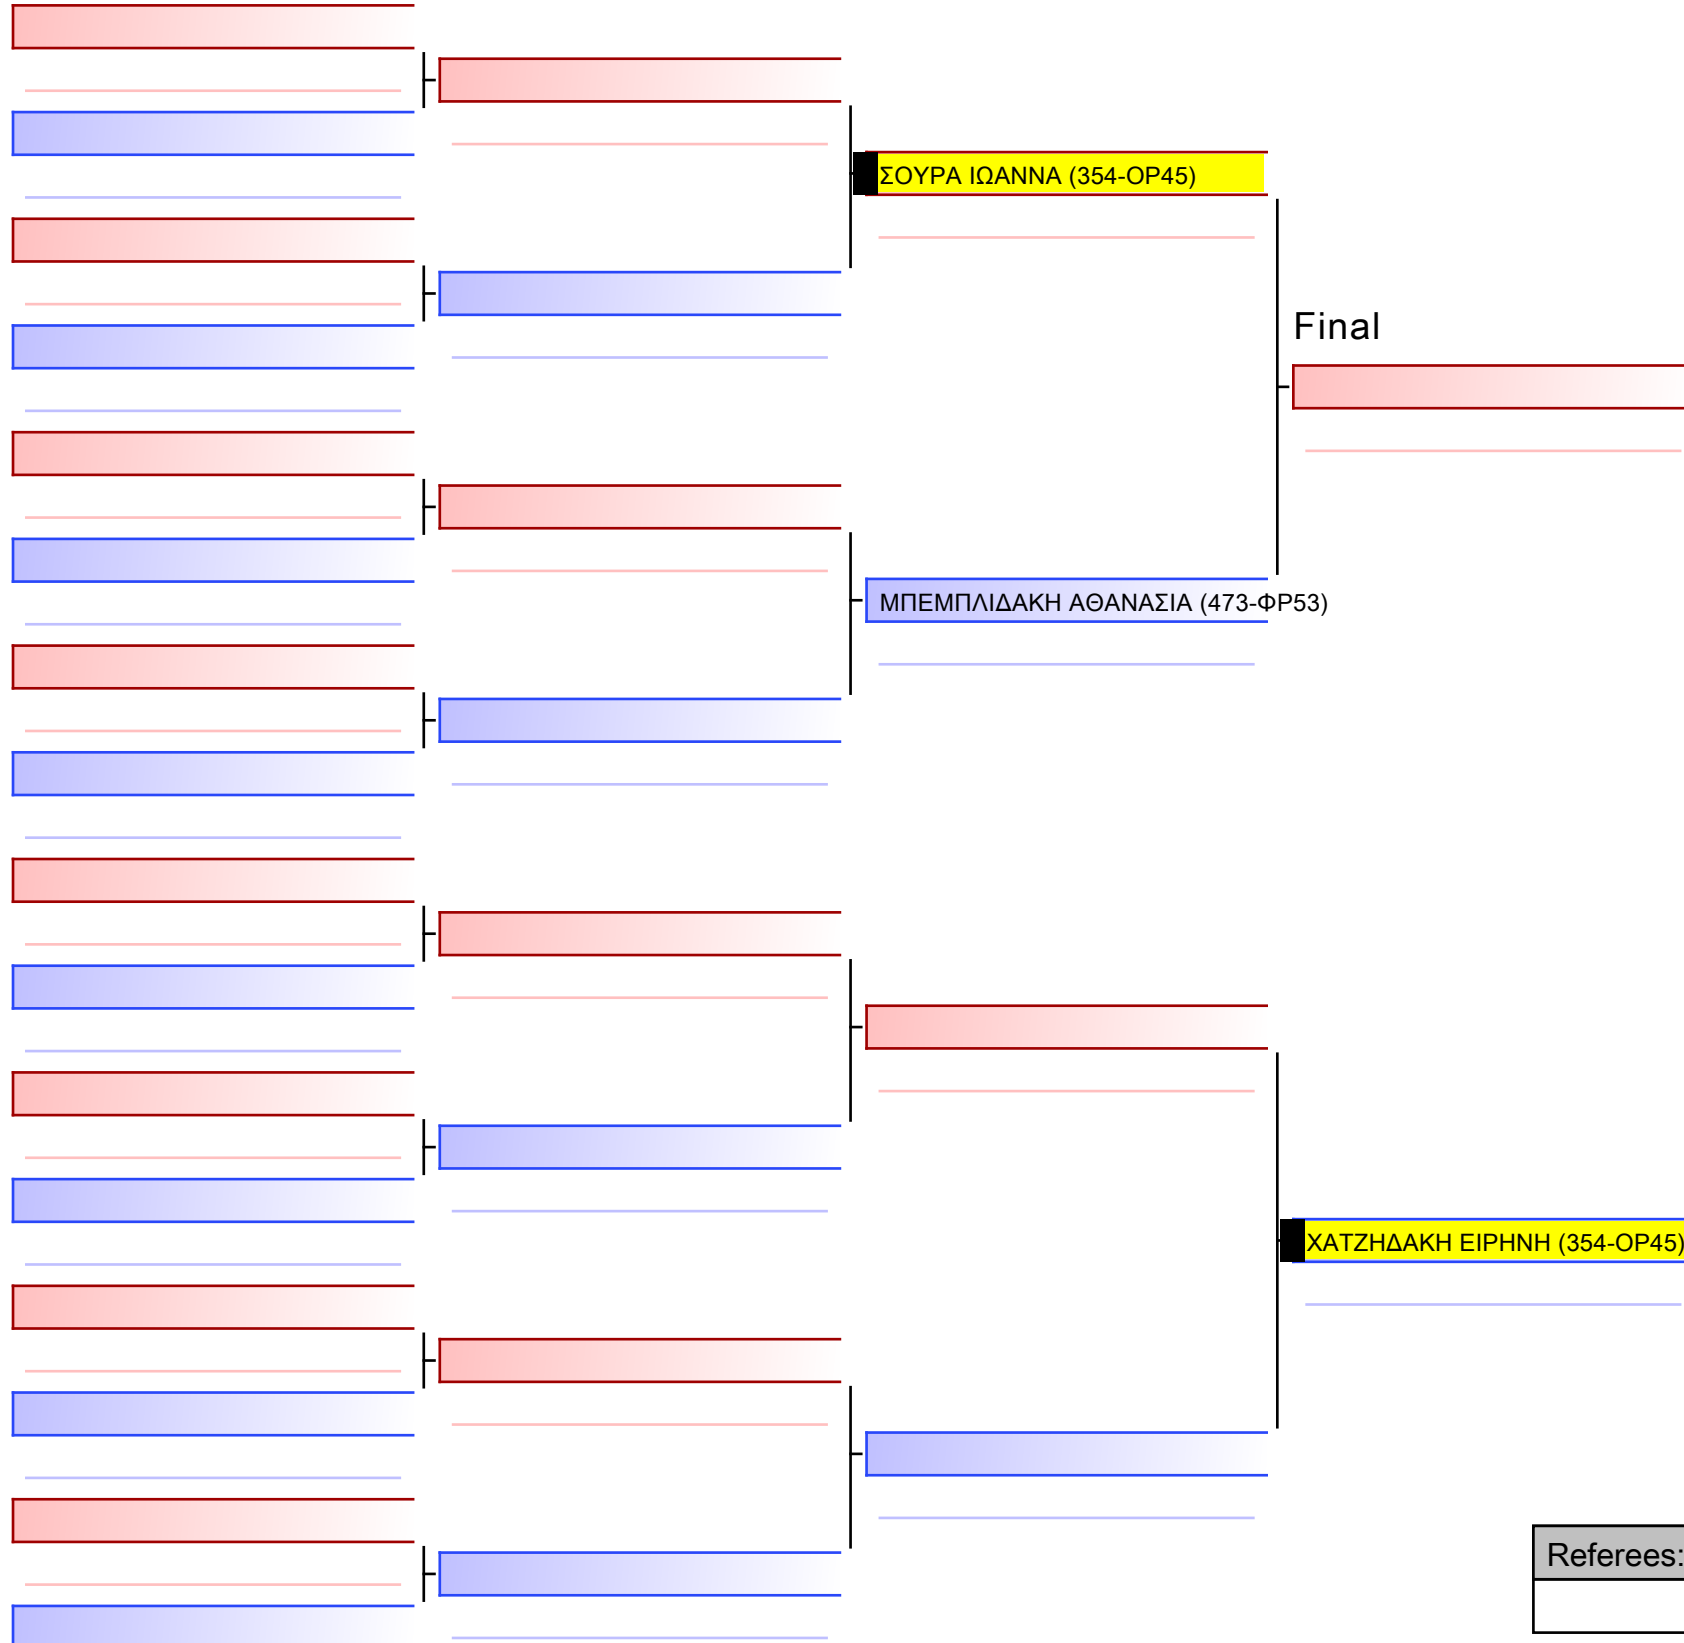 ΣΟΥΡΑ ΙΩΑΝΝΑ (354-ΟΡ45)
Final
ΜΠΕΜΠΛΙΔΑΚΗ ΑΘΑΝΑΣΙΑ (473-ΦΡ53)
ΧΑΤΖΗΔΑΚΗ ΕΙΡΗΝΗ (354-ΟΡ45)
Referees: